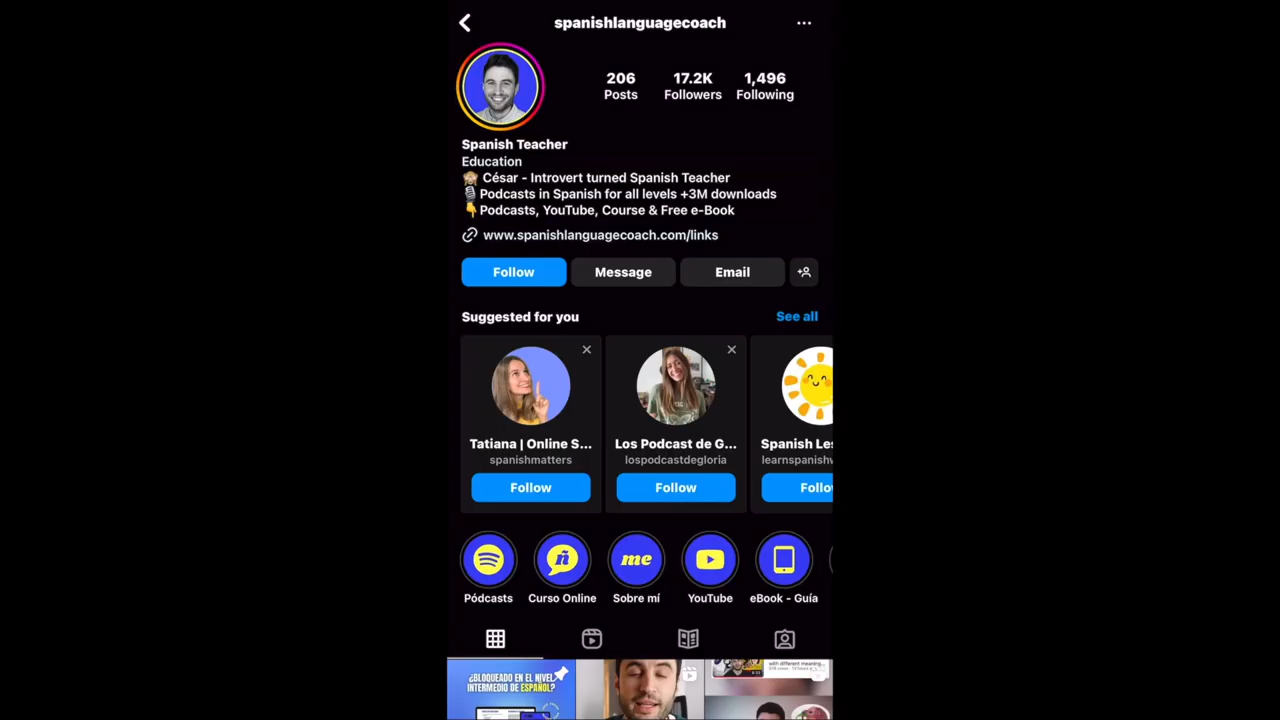 spanishlanguagecoach
206
17.2K
1,496
Posts
Followers
Following
Spanish Teacher
Education
César - Introvert turned Spanish Teacher
Podcasts in Spanish for all levels +3M downloads
Podcasts, YouTube, Course & Free e-Book
www.spanishlanguagecoach.com/links
Follow
Message
Email
Suggested for you
See all
Tatiana | Online S...
Los Podcast de G...
Spanish Les
spanishmatters
lospodcastdegloria
Follow
Follow
ñ
me
Pódcasts
Curso Online
Sobre mí
YouTube
eBook - Guía
¿BLOQUEADO EN EL NIVEL
INTERMEDIO DE ESPAÑOL?
with different meaning...